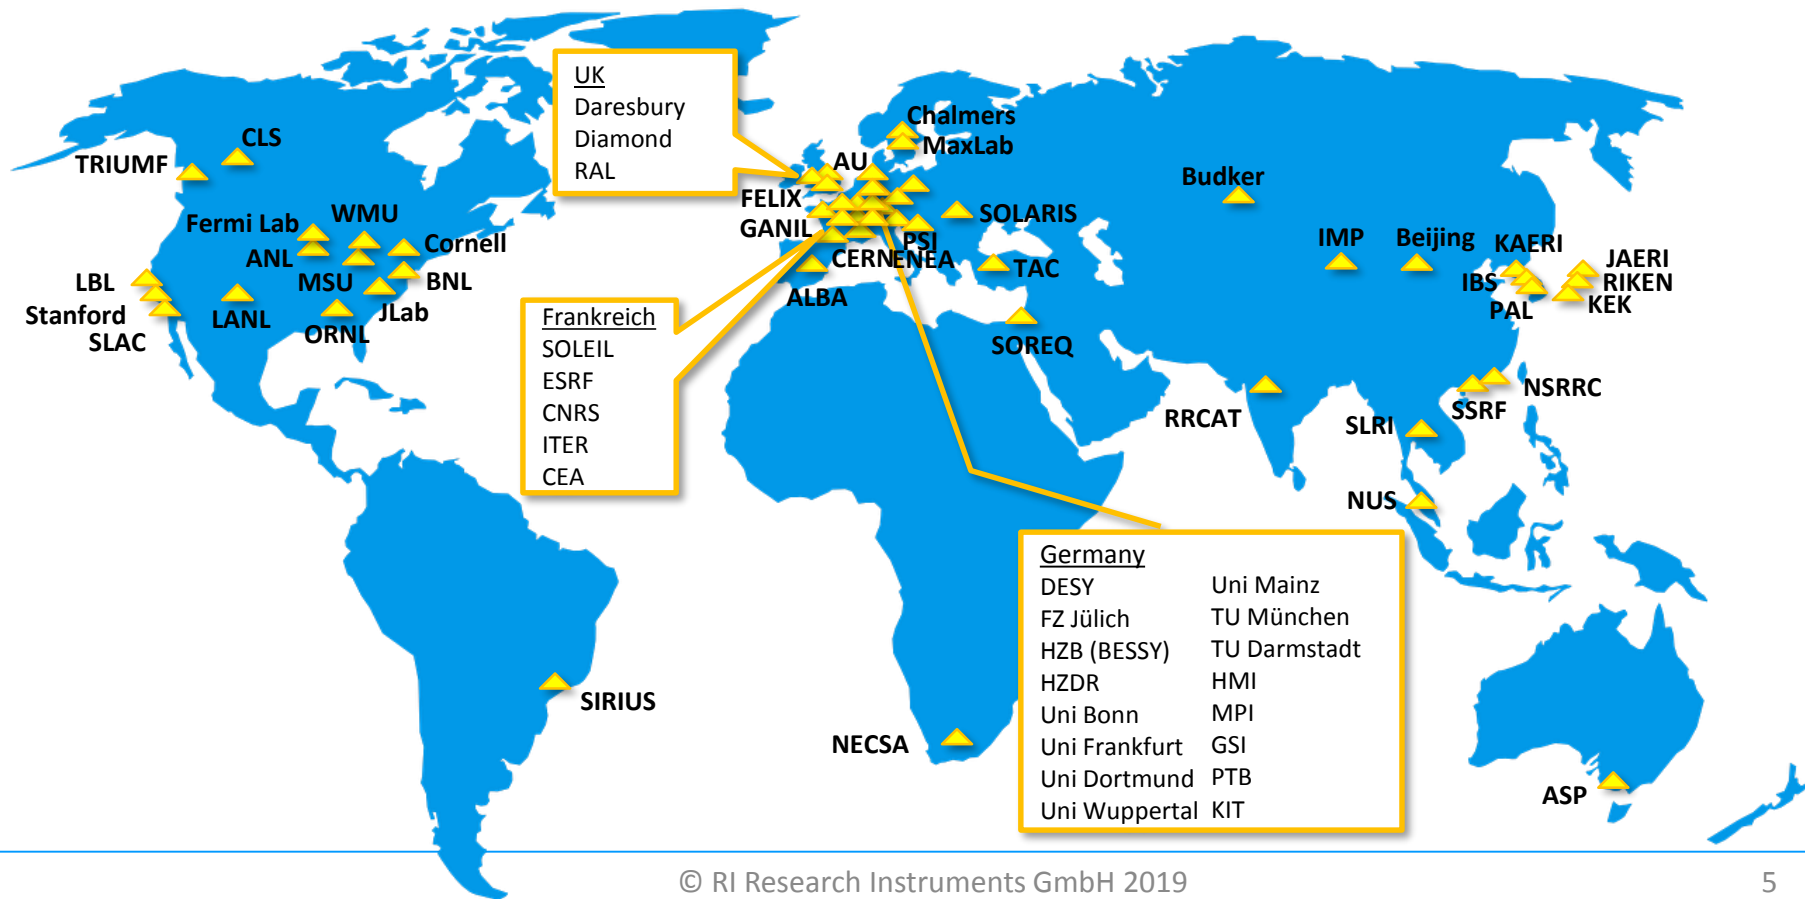 UK
Daresbury
Diamond
RAL
Chalmers
MaxLab
AU
CLS
TRIUMF
Budker
FELIX
WMU
Fermi Lab
SOLARIS
GANIL
PSI
Cornell
IMP
Beijing
KAERI
ANL
CERN
ENEA
TAC
JAERI
LBL
MSU
BNL
IBS
RIKEN
ALBA
KEK
Stanford
LANL
JLab
PAL
SLAC
ORNL
SOREQ
Frankreich
SOLEIL
ESRF
CNRS
ITER
CEA
NSRRC
RRCAT
SSRF
SLRI
NUS
Germany
DESY
FZ Jülich
HZB (BESSY)
HZDR
Uni Bonn
Uni Frankfurt
Uni Dortmund
Uni Wuppertal
Uni Mainz
TU München
TU Darmstadt
HMI
MPI
GSI
PTB
KIT
SIRIUS
NECSA
ASP
© RI Research Instruments GmbH 2019
5